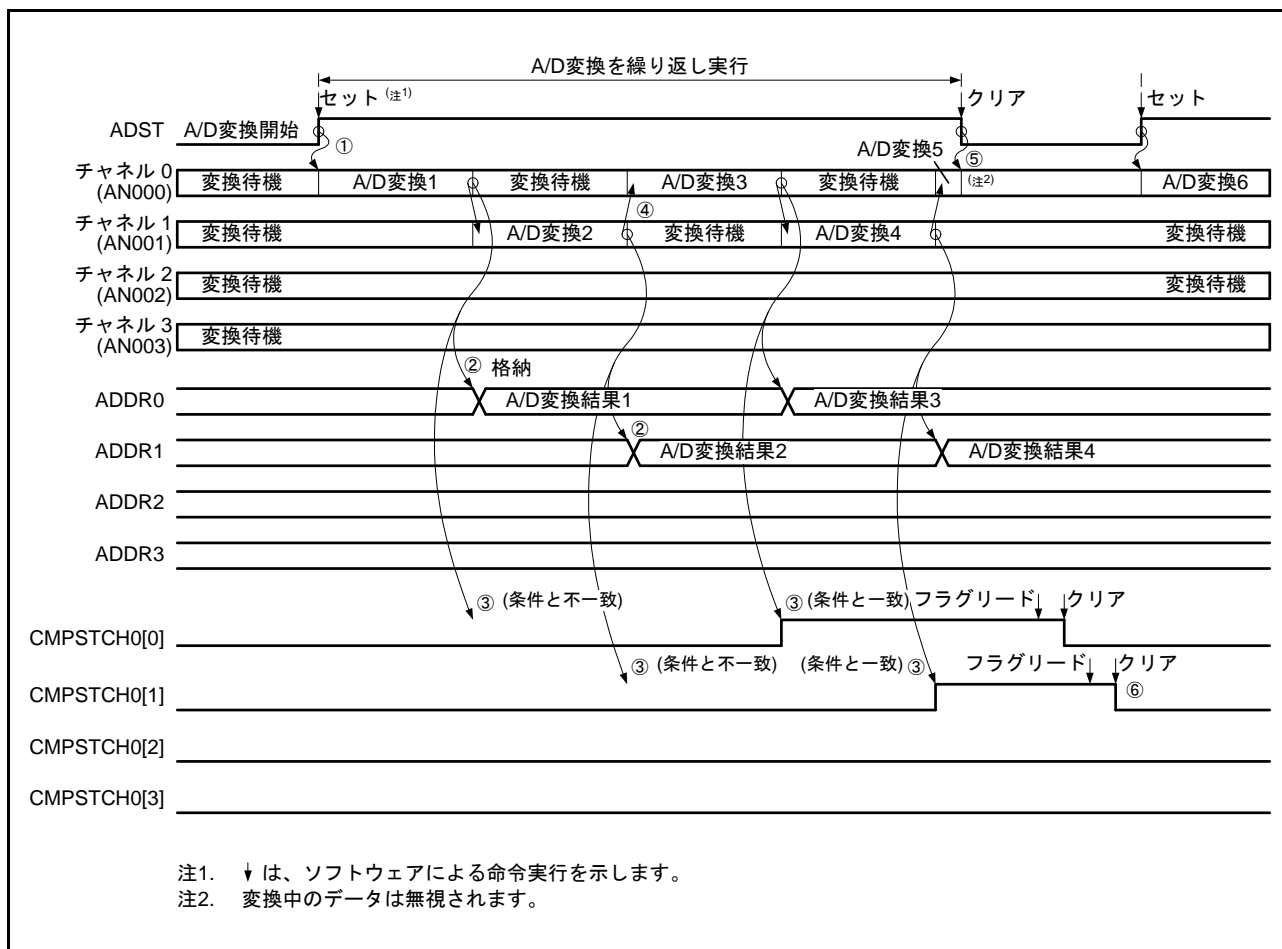 A/D変換を繰り返し実行
セット (注1)
クリア
セット
ADST
A/D変換開始
①
A/D変換5
⑤
チャネル 0
(AN000)
変換待機
A/D変換1
変換待機
A/D変換3
変換待機
(注2)
A/D変換6
④
チャネル 1
(AN001)
変換待機
A/D変換2
変換待機
A/D変換4
変換待機
チャネル 2
(AN002)
変換待機
変換待機
チャネル 3
(AN003)
変換待機
② 格納
ADDR0
A/D変換結果1
A/D変換結果3
②
ADDR1
A/D変換結果2
A/D変換結果4
ADDR2
ADDR3
③ (条件と不一致)
③ (条件と一致)
フラグリード
クリア
CMPSTCH0[0]
③ (条件と不一致)
(条件と一致) ③
フラグリード
クリア
CMPSTCH0[1]
⑥
CMPSTCH0[2]
CMPSTCH0[3]
注1. ↓ は、ソフトウェアによる命令実行を示します。
注2. 変換中のデータは無視されます。